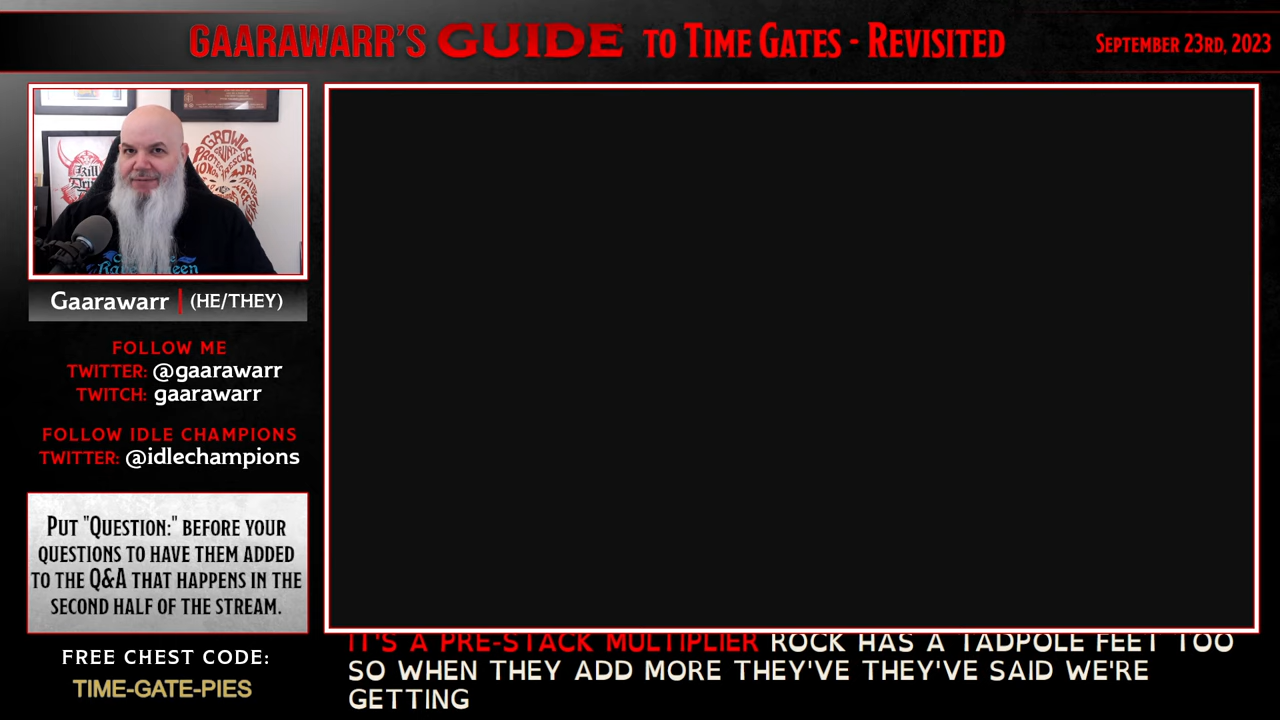 GAARAWARR'S GUIDE TO TIME GATES - REVISITED
SEPTEMBER 23RD, 2023
Kill
GROWL
Gaarawarr | (HE/THEY)
FOLLOW ME
TWITTER: @gaarawarr
TWITCH: gaarawarr
FOLLOW IDLE CHAMPIONS
TWITTER: @idlechampions
PUT "QUESTION:" BEFORE YOUR
QUESTIONS TO HAVE THEM ADDED
TO THE Q&A THAT HAPPENS IN THE
SECOND HALF OF THE STREAM.
FREE CHEST CODE:
TIME-GATE-PIES
IT'S A PRE-STACK MULTIPLIER ROCK HAS A TADPOLE FEET TOO
SO WHEN THEY ADD MORE THEY'VE THEY'VE SAID WE'RE
GETTING